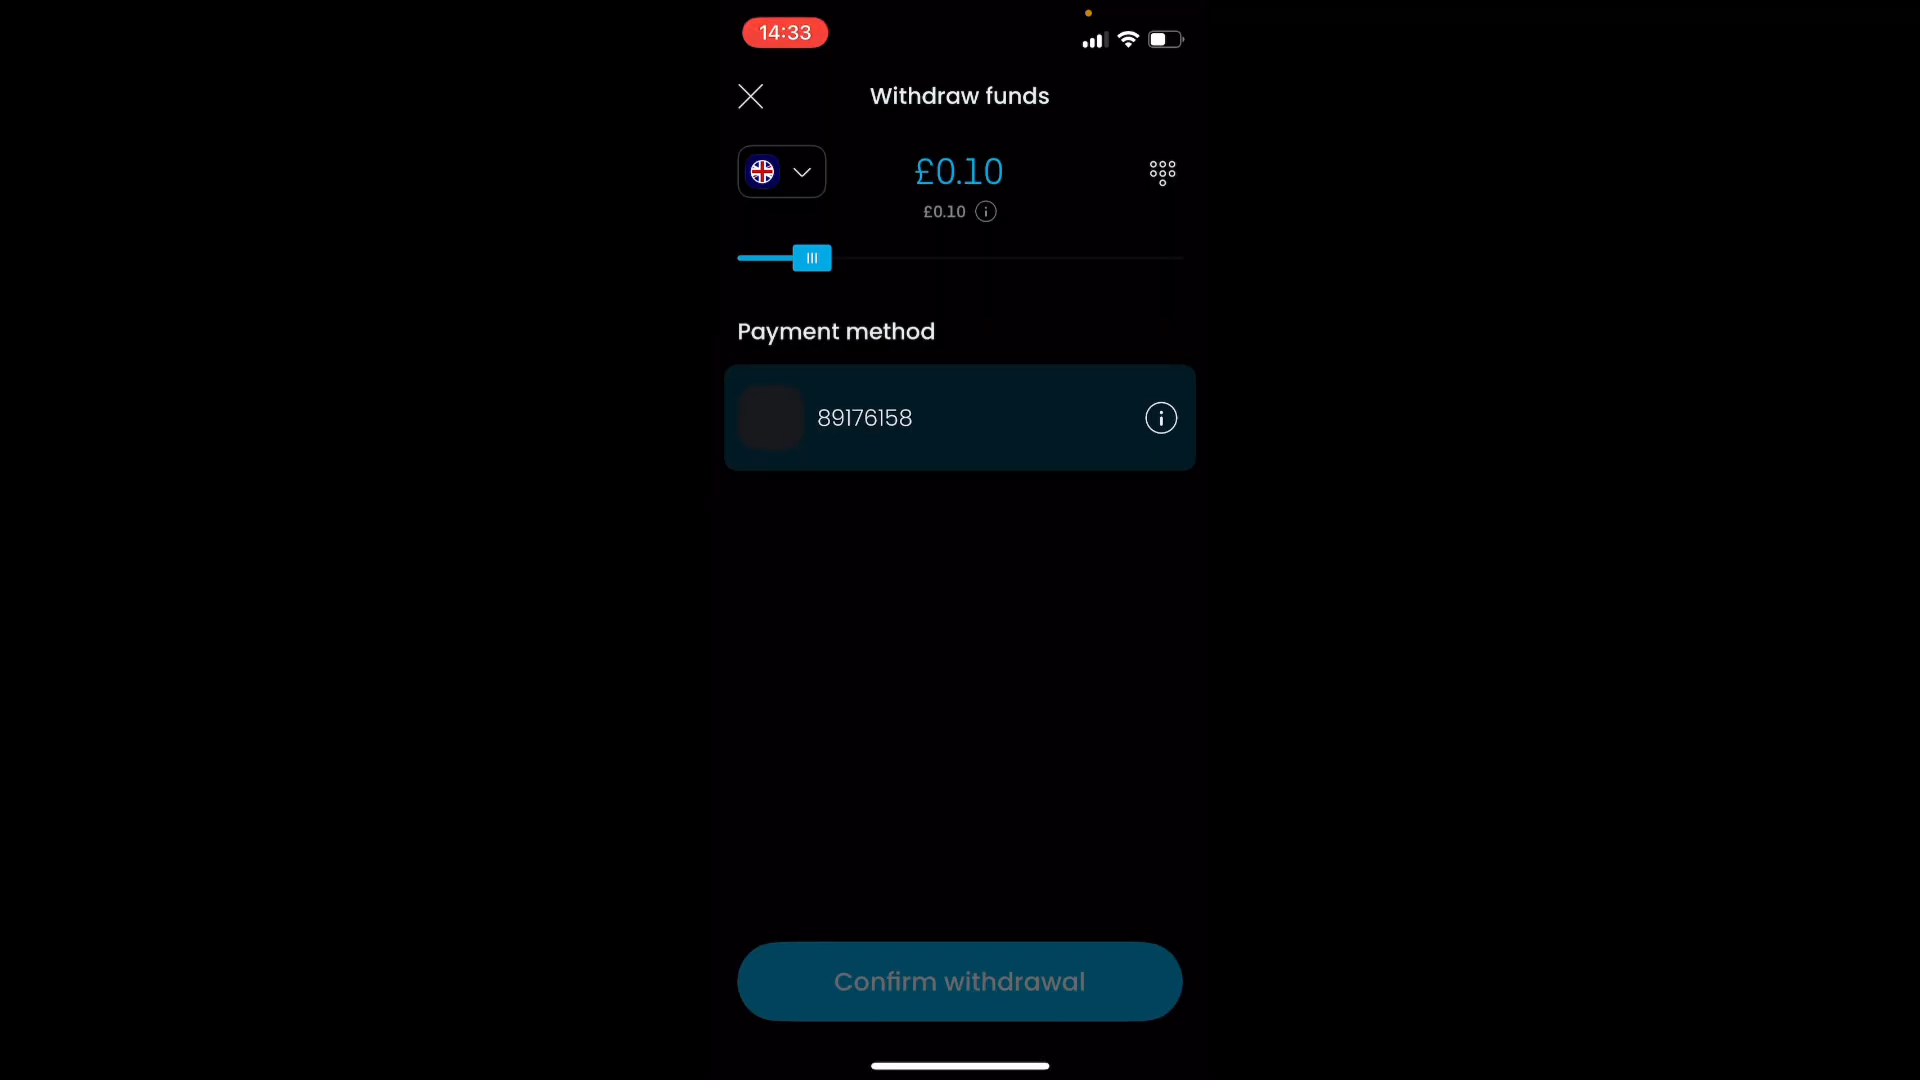 14:33
Withdraw funds
£0.10
£0.10
Payment method
89176158
Confirm withdrawal